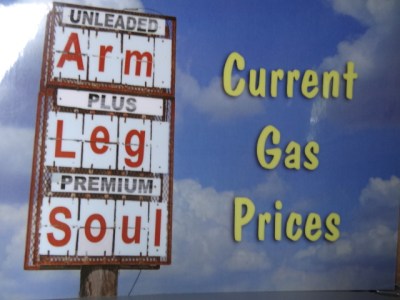 UNLEADED
Arm
PLUS
Leg
PREMIUM
Soul
Current
Gas
Prices